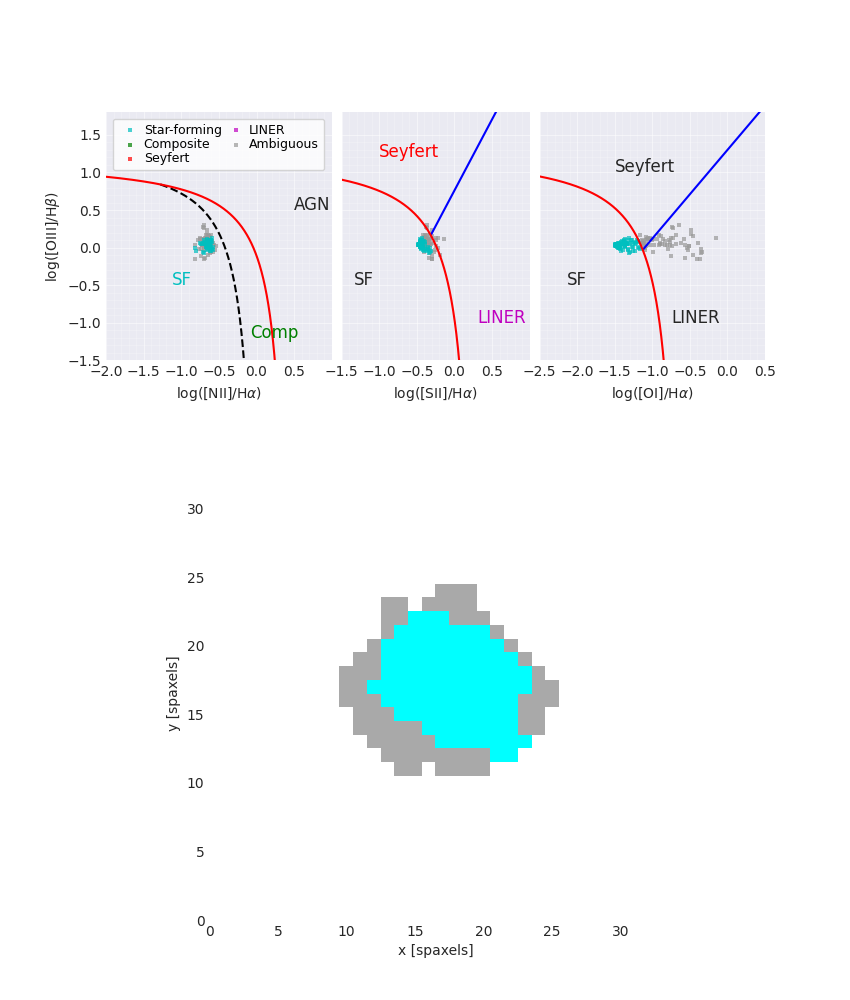 Star-forming
Composite
Seyfert
LINER
Ambiguous
1.5
1.0
0.5
0.0
−0.5
−1.0
−1.5
log([OIII]/Hβ)
AGN
SF
Comp
−2.0 −1.5 −1.0 −0.5 0.0 0.5
log([NII]/Hα)
Seyfert
SF
LINER
−1.5 −1.0 −0.5 0.0 0.5
log([SII]/Hα)
Seyfert
SF
LINER
−2.5 −2.0 −1.5 −1.0 −0.5 0.0 0.5
log([OI]/Hα)
30
25
20
15
10
5
0
y [spaxels]
0 5 10 15 20 25 30
x [spaxels]